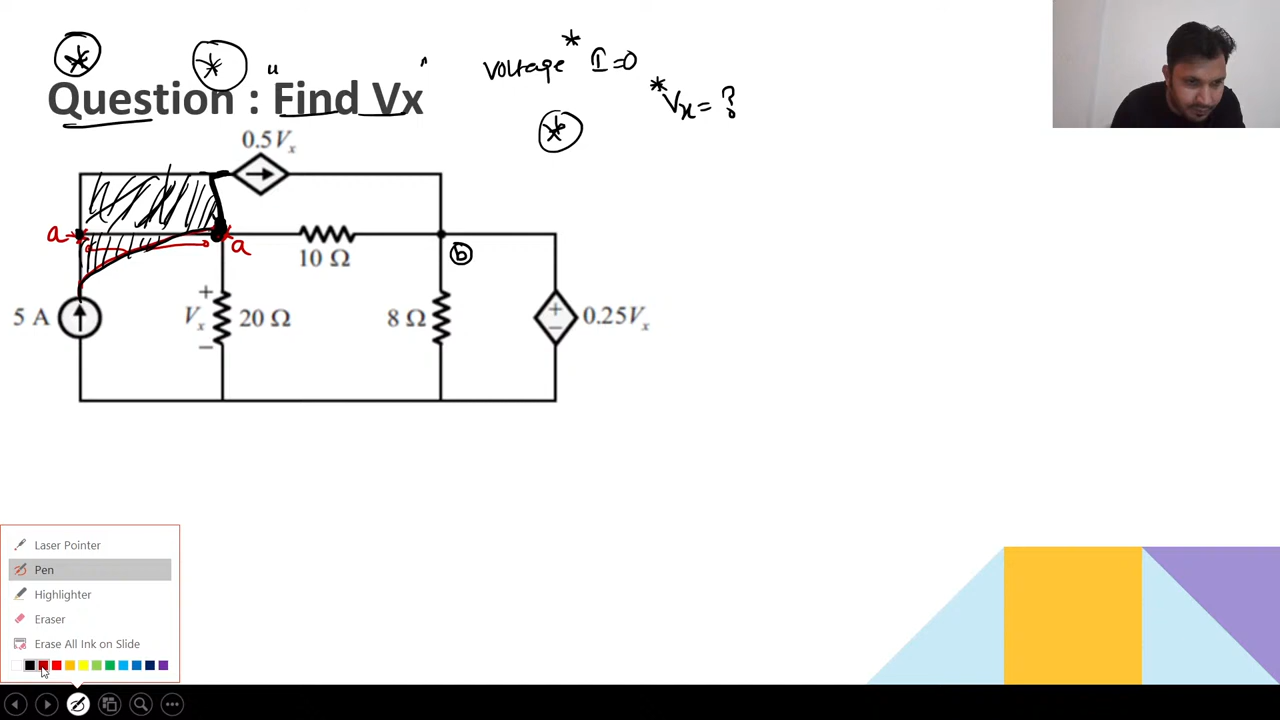 voltage* I=0
*Vx = ?
Question : "Find Vx"
0.5Vx
a
a
b
10 Ω
5 A
+
Vx
−
20 Ω
8 Ω
+
−
0.25Vx
Laser Pointer
Pen
Highlighter
Eraser
Erase All Ink on Slide